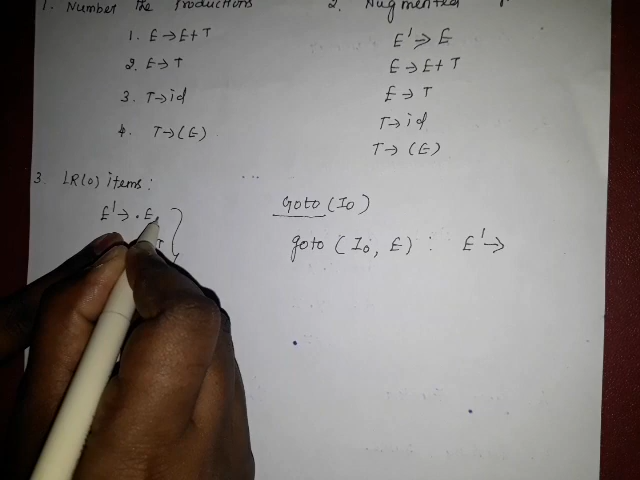 1. Number the Productions
1. E → E + T
2. E → T
3. T → id
4. T → (E)
2. Augmented
E' → E
E → E + T
E → T
T → id
T → (E)
3. LR(0) items:
E' → . E
T
Goto (I₀)
goto (I₀, E) : E' →